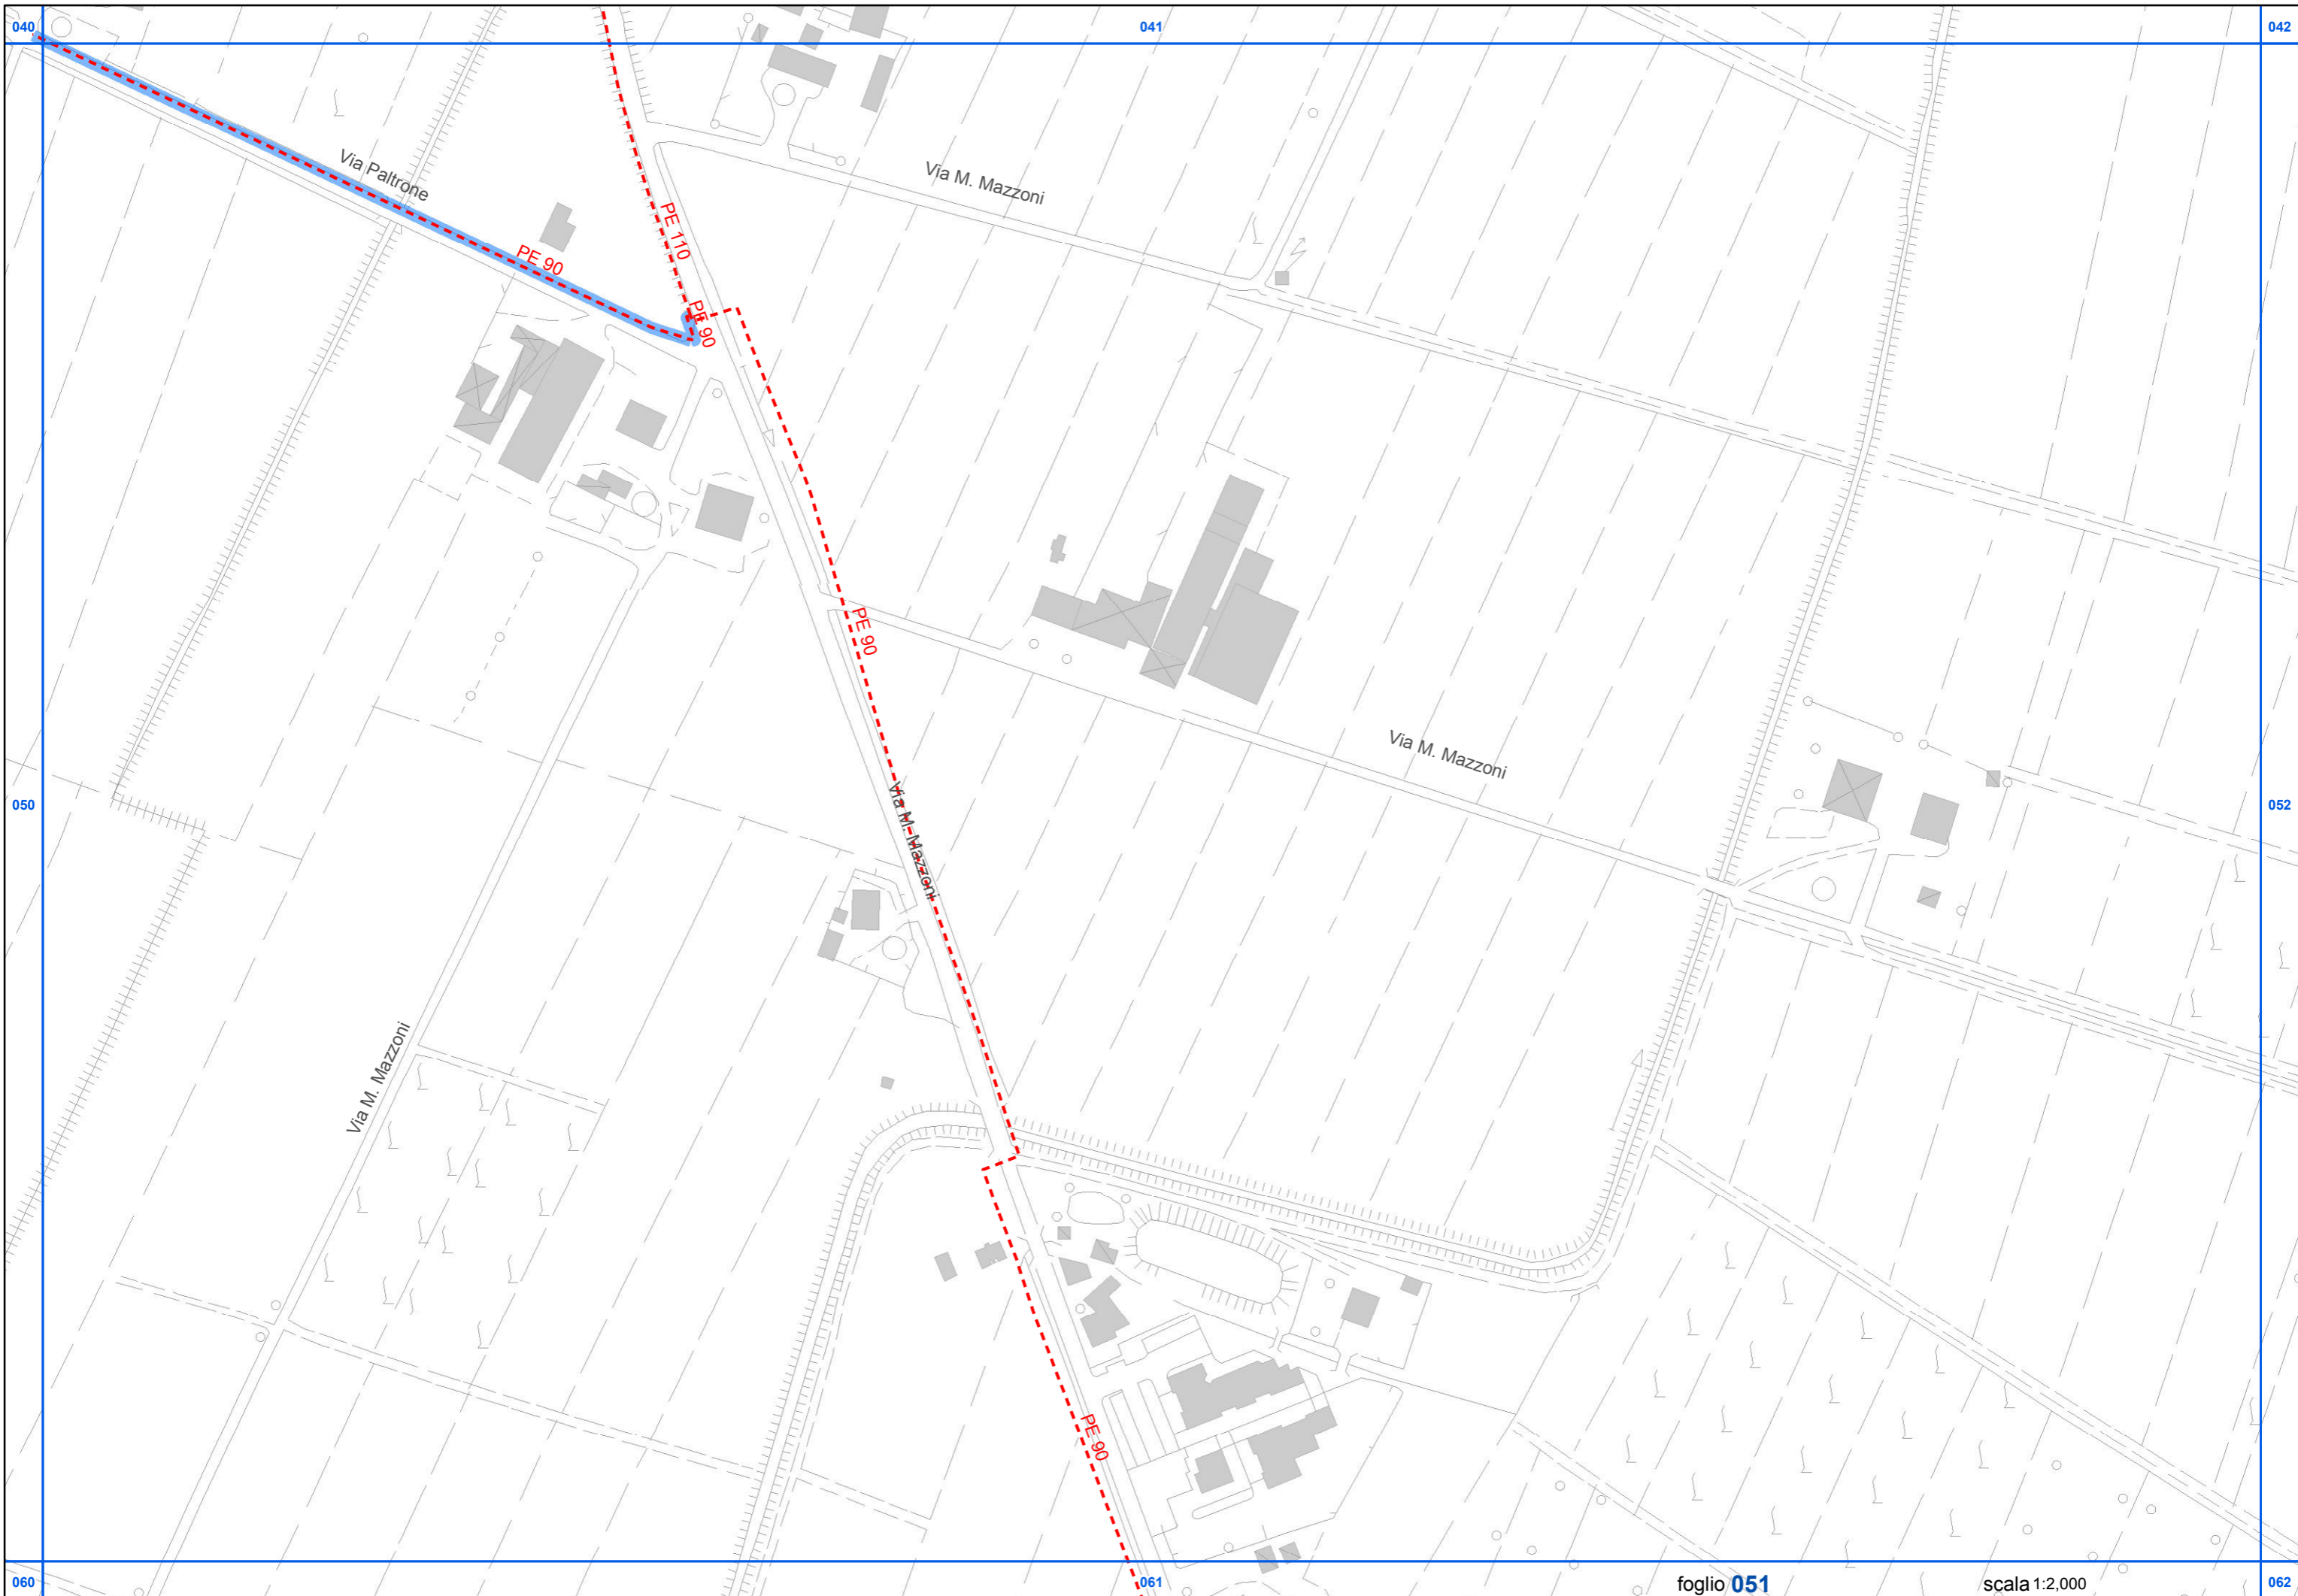 040
041
042
Via Paltrone
Via M. Mazzoni
PE 110
PE 90
PE 90
PE 90
Via M. Mazzoni
050
Via M. Mazzoni
052
Via M. Mazzoni
PE 90
060
061
foglio 051
scala 1:2,000
062